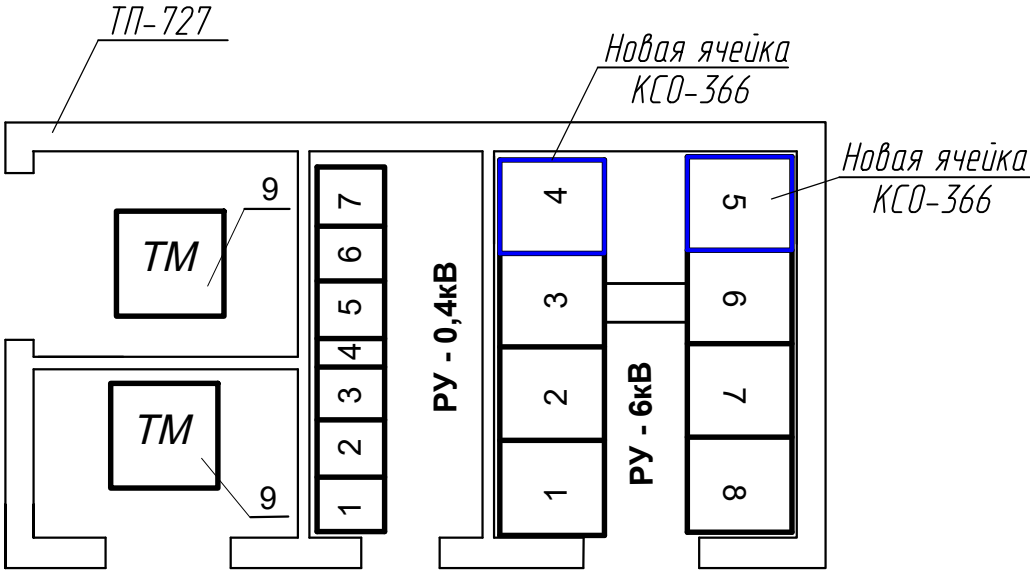 ТП-727
Новая ячейка
КСО-366
Новая ячейка
КСО-366
9
ТМ
ТМ
9
7
6
5
4
3
2
1
РУ - 0,4кВ
4
3
2
1
РУ - 6кВ
5
6
7
8